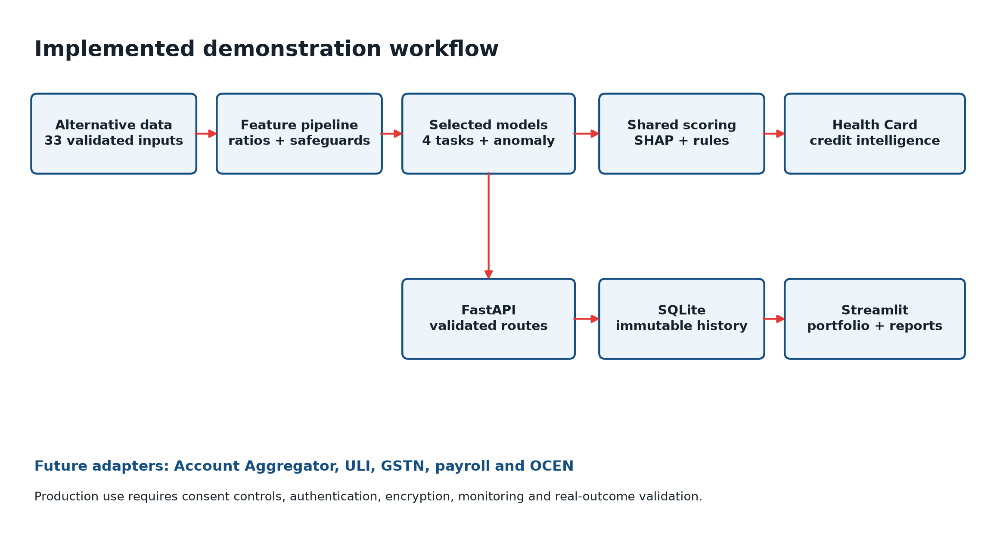 Implemented demonstration workflow
Alternative data
33 validated inputs
Feature pipeline
ratios + safeguards
Selected models
4 tasks + anomaly
Shared scoring
SHAP + rules
Health Card
credit intelligence
FastAPI
validated routes
SQLite
immutable history
Streamlit
portfolio + reports
Future adapters: Account Aggregator, ULI, GSTN, payroll and OCEN
Production use requires consent controls, authentication, encryption, monitoring and real-outcome validation.